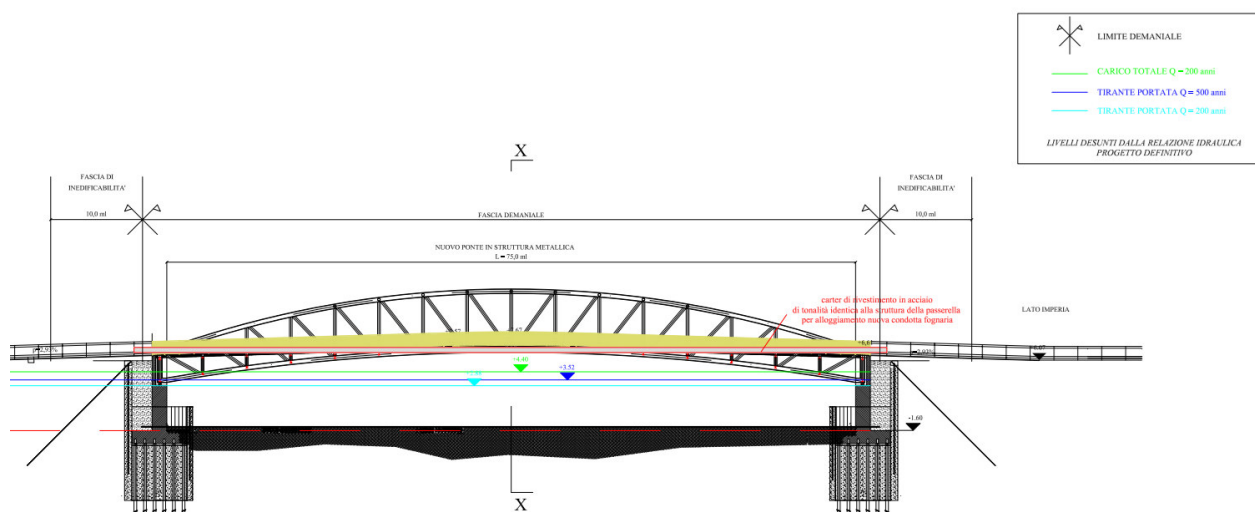 LIMITE DEMANIALE
CARICO TOTALE Q = 200 anni
TIRANTE PORTATA Q = 500 anni
TIRANTE PORTATA Q = 200 anni
LIVELLI DESUNTI DALLA RELAZIONE IDRAULICA
PROGETTO DEFINITIVO
X
FASCIA DI
INEDIFICABILITA'
FASCIA DI
INEDIFICABILITA'
10,0 ml
FASCIA DEMANIALE
10,0 ml
NUOVO PONTE IN STRUTTURA METALLICA
L = 75,0 ml
carter di rivestimento in acciaio
di tonalità identica alla struttura della passerella
per alloggiamento nuova condotta fognaria
LATO IMPERIA
+3.52
-1.60
X